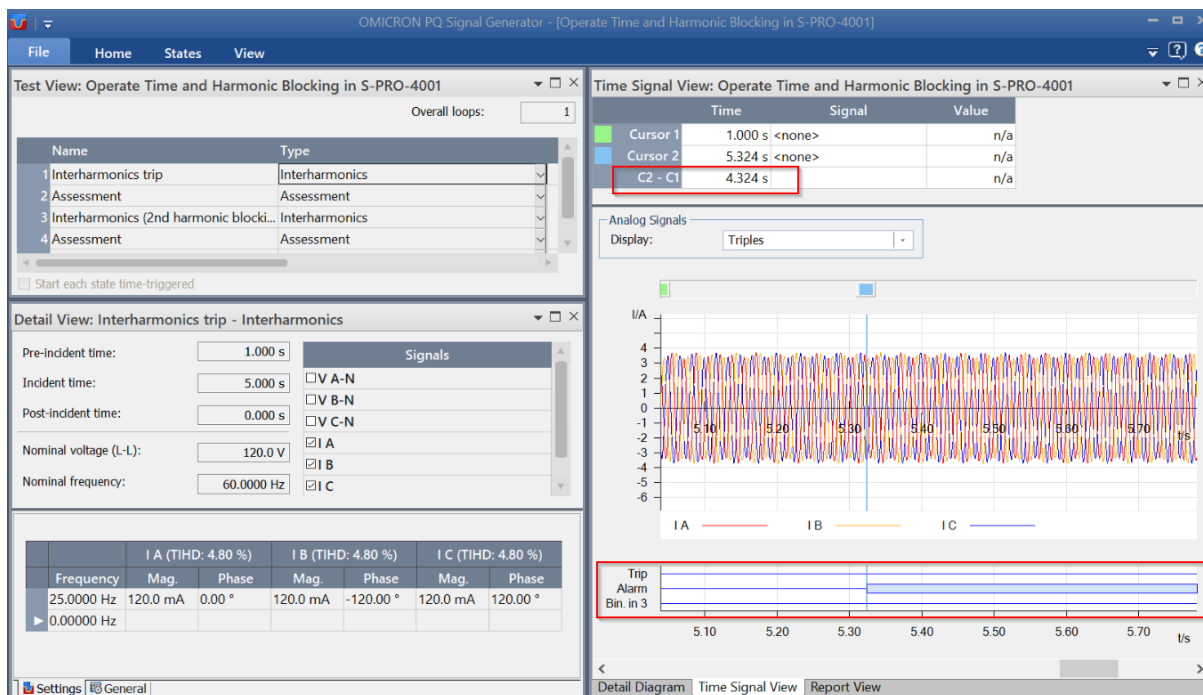 OMICRON PQ Signal Generator - [Operate Time and Harmonic Blocking in S-PRO-4001]
File Home States View
Test View: Operate Time and Harmonic Blocking in S-PRO-4001
Overall loops: 1
Name Type
1 Interharmonics trip Interharmonics
2 Assessment Assessment
3 Interharmonics (2nd harmonic blocki... Interharmonics
4 Assessment Assessment
Start each state time-triggered
Detail View: Interharmonics trip - Interharmonics
Pre-incident time: 1.000 s
Incident time: 5.000 s
Post-incident time: 0.000 s
Nominal voltage (L-L): 120.0 V
Nominal frequency: 60.0000 Hz
Signals
V A-N
V B-N
V C-N
I A
I B
I C
I A (TIHD: 4.80 %) I B (TIHD: 4.80 %) I C (TIHD: 4.80 %)
Frequency Mag. Phase Mag. Phase Mag. Phase
25.0000 Hz 120.0 mA 0.00 ° 120.0 mA -120.00 ° 120.0 mA 120.00 °
0.00000 Hz
Settings General
Time Signal View: Operate Time and Harmonic Blocking in S-PRO-4001
Time Signal Value
Cursor 1 1.000 s <none> n/a
Cursor 2 5.324 s <none> n/a
C2 - C1 4.324 s n/a
Analog Signals
Display: Triples
I/A
4
3
2
1
0
-1
-2
-3
-4
-5
-6
5.10 5.20 5.30 5.40 5.50 5.60 5.70 t/s
I A I B I C
Trip
Alarm
Bin. in 3
5.10 5.20 5.30 5.40 5.50 5.60 5.70 t/s
Detail Diagram Time Signal View Report View